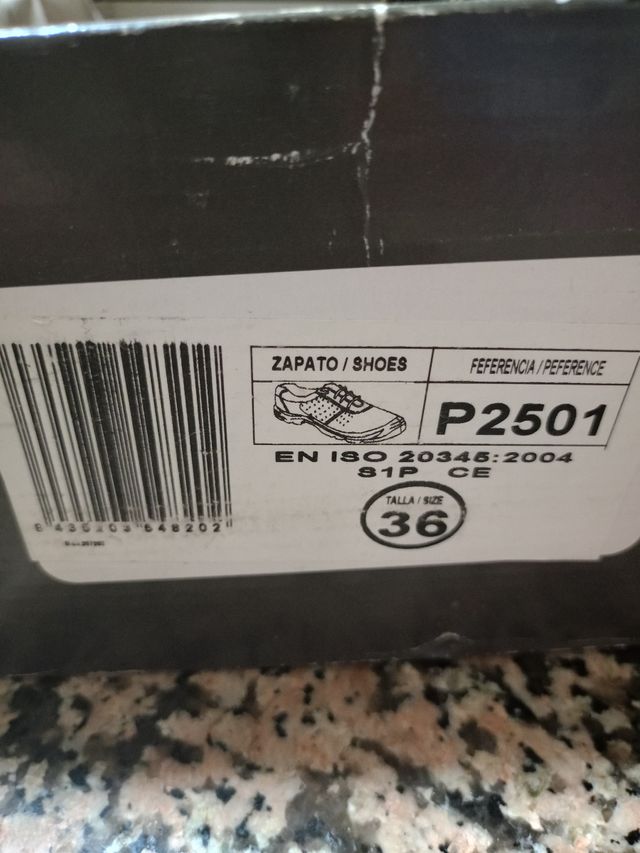 ZAPATO / SHOES
FEFERENCIA / PEFERENCE
P2501
EN ISO 20345:2004
S1P CE
TALLA / SIZE
36